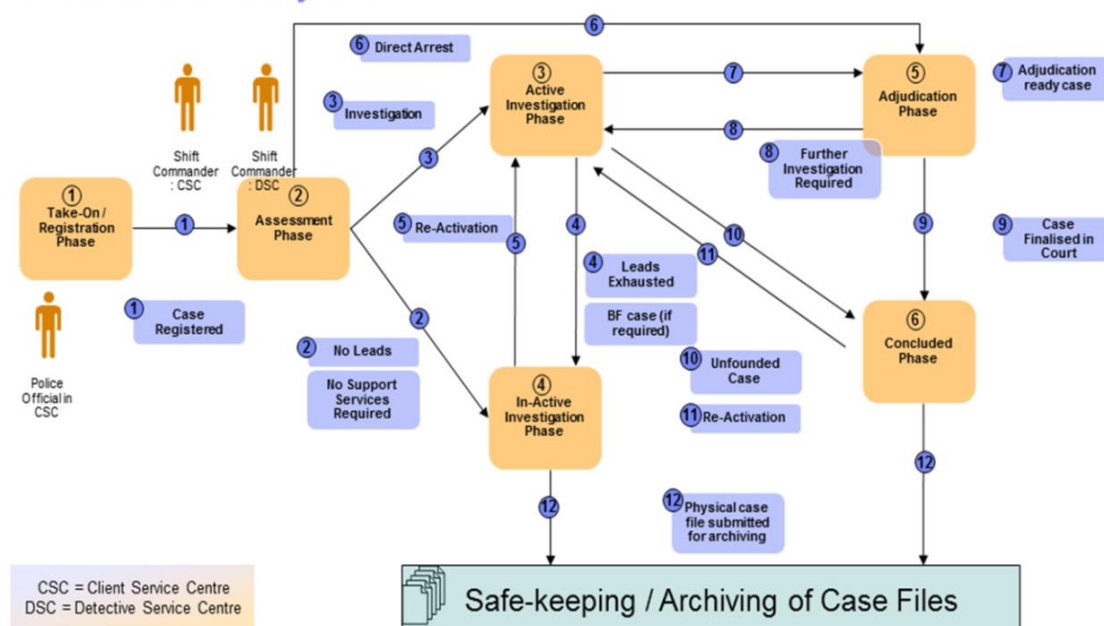 6
6 Direct Arrest
3
Active
Investigation
Phase
7
5
Adjudication
Phase
7 Adjudication
ready case
3 Investigation
8
Shift
Commander
: CSC
Shift
Commander
: DSC
3
8 Further
Investigation
Required
1
Take-On /
Registration
Phase
1
2
Assessment
Phase
5 Re-Activation
5
4
10
11
9
9 Case
Finalised in
Court
4 Leads
Exhausted
BF case (if
required)
1 Case
Registered
2
6
Concluded
Phase
2 No Leads
No Support
Services
Required
10 Unfounded
Case
11 Re-Activation
4
In-Active
Investigation
Phase
Police
Official in
CSC
12
12
12 Physical case
file submitted
for archiving
CSC = Client Service Centre
DSC = Detective Service Centre
Safe-keeping / Archiving of Case Files